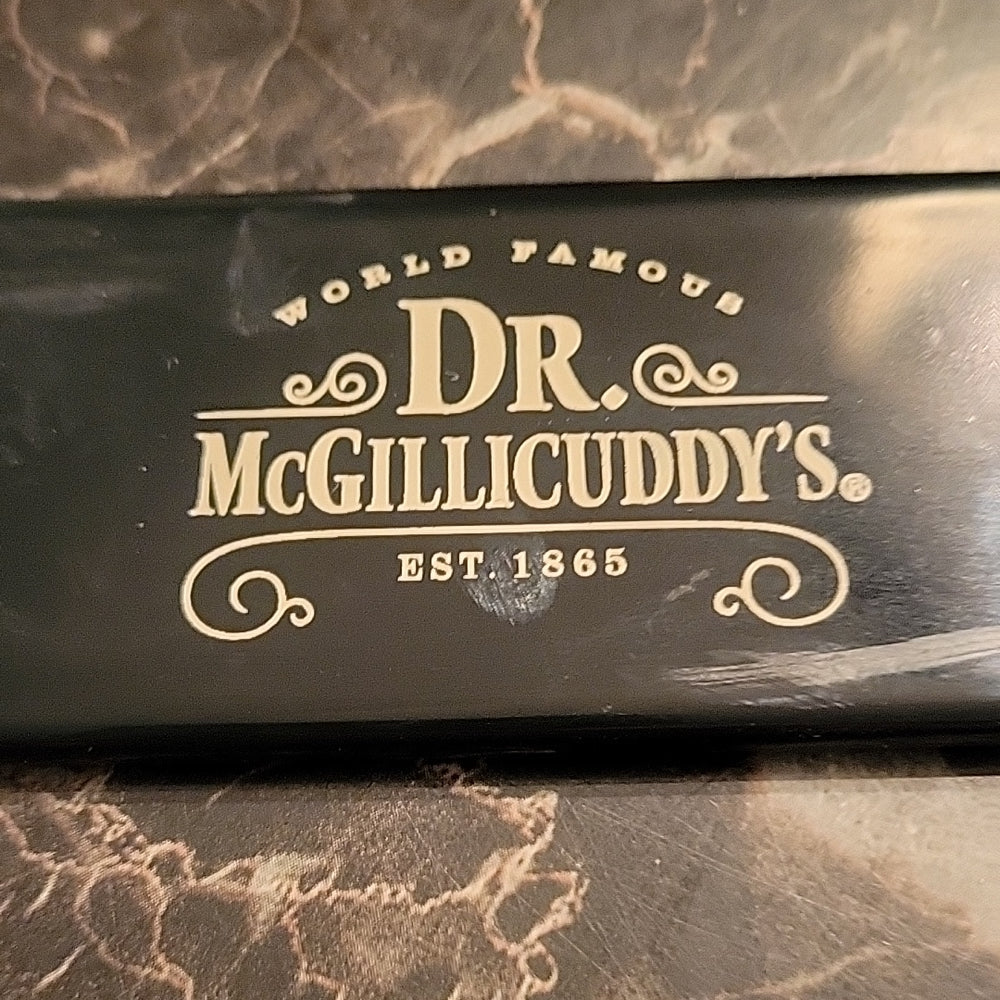 WORLD FAMOUS
DR.
McGILLICUDDY'S®
EST. 1865